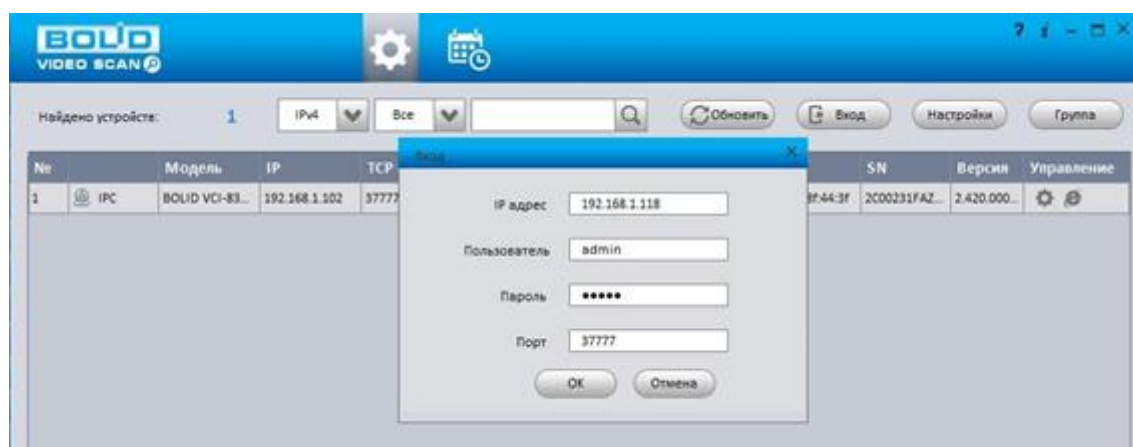 BOLID
VIDEO SCAN
? i
Найдено устройств: 1 IPv4 Все Обновить Вход Настройки Группа
№ Модель IP TCP SN Версия Управление
1 IPC BOLID VCI-83... 192.168.1.102 37777 3f:44:3f 2C00231FAZ... 2.420.000...
Вход
IP адрес 192.168.1.118
Пользователь admin
Пароль •••••
Порт 37777
OK Отмена